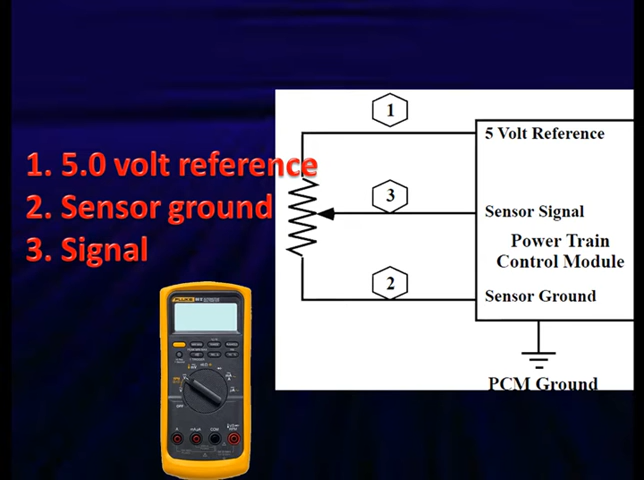 1. 5.0 volt reference
2. Sensor ground
3. Signal
1
5 Volt Reference
3
Sensor Signal
Power Train
Control Module
2
Sensor Ground
PCM Ground
FLUKE